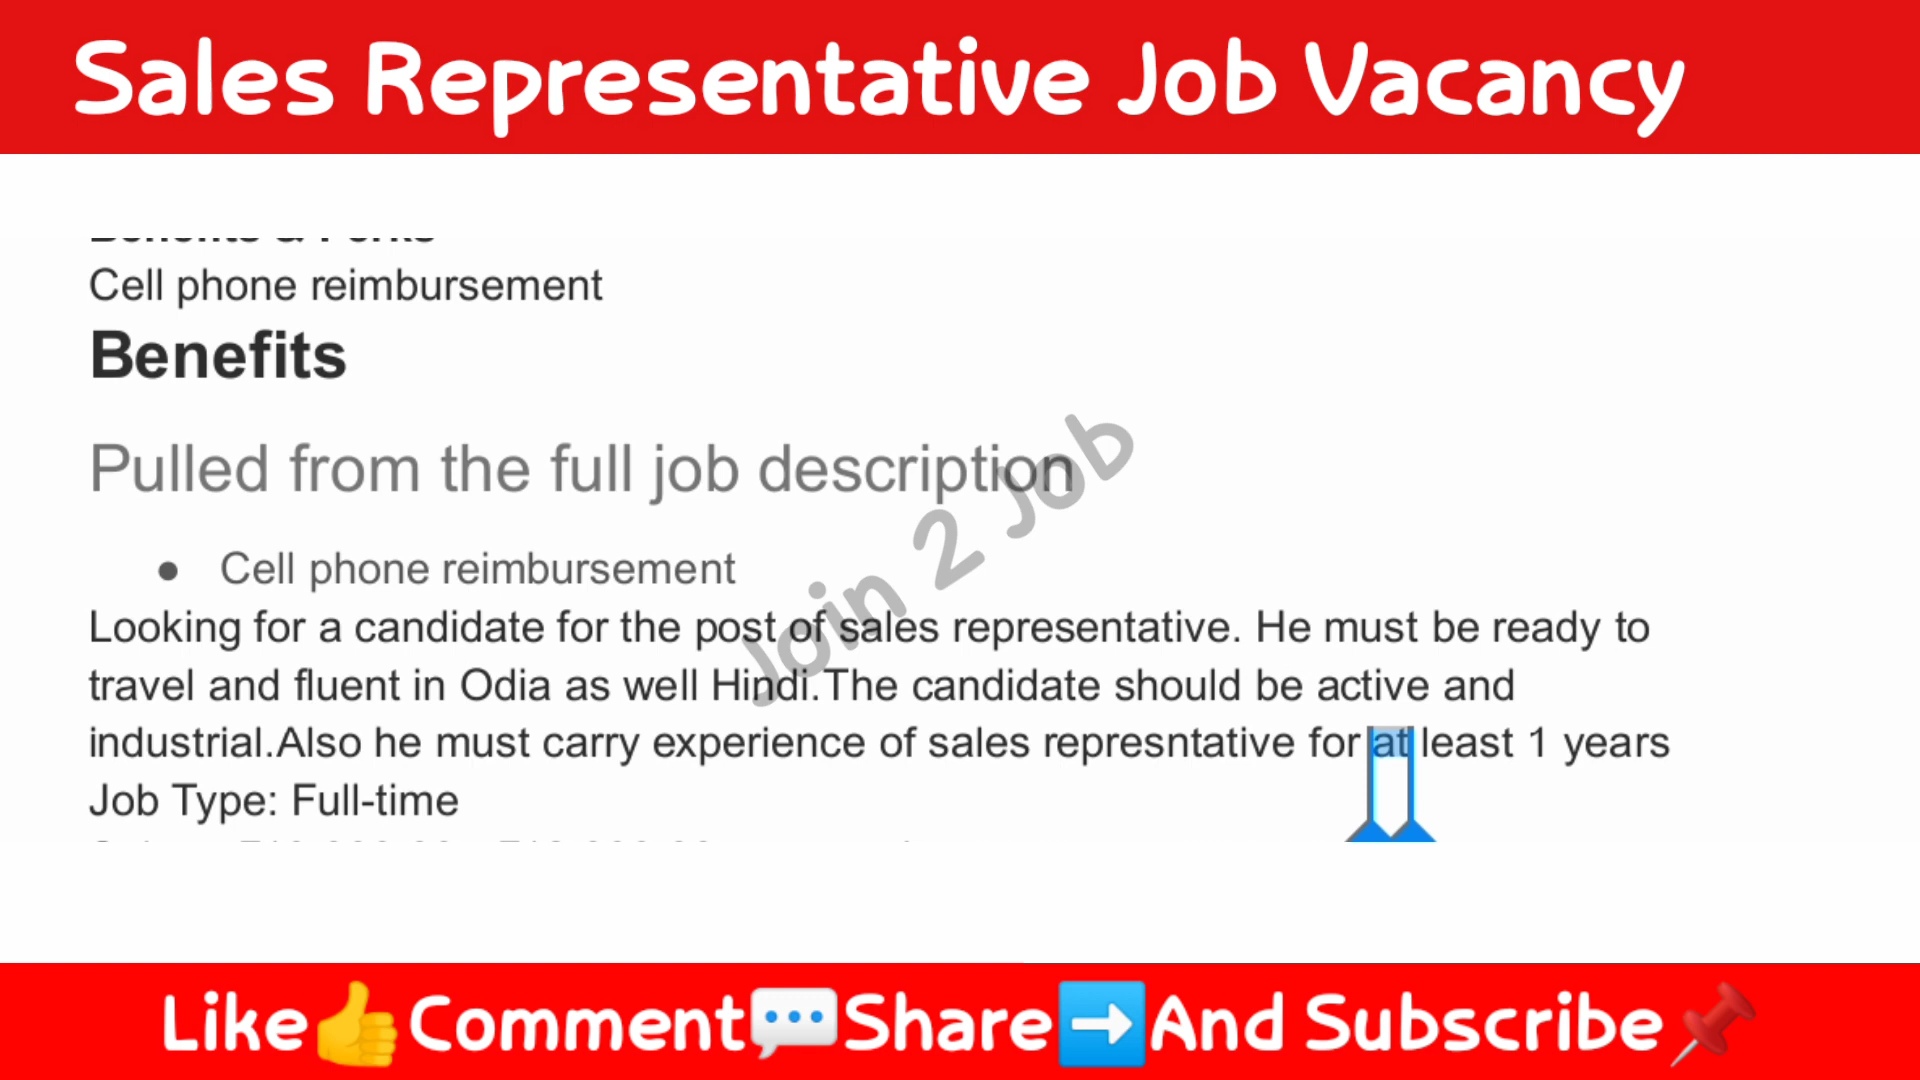 Sales Representative Job Vacancy
Benefits & Perks
Cell phone reimbursement
Benefits
Pulled from the full job description
● Cell phone reimbursement
Looking for a candidate for the post of sales representative. He must be ready to
travel and fluent in Odia as well Hindi.The candidate should be active and
industrial.Also he must carry experience of sales represntative for at least 1 years
Job Type: Full-time
Join 2 Job
Like👍Comment💬Share➡️And Subscribe📌